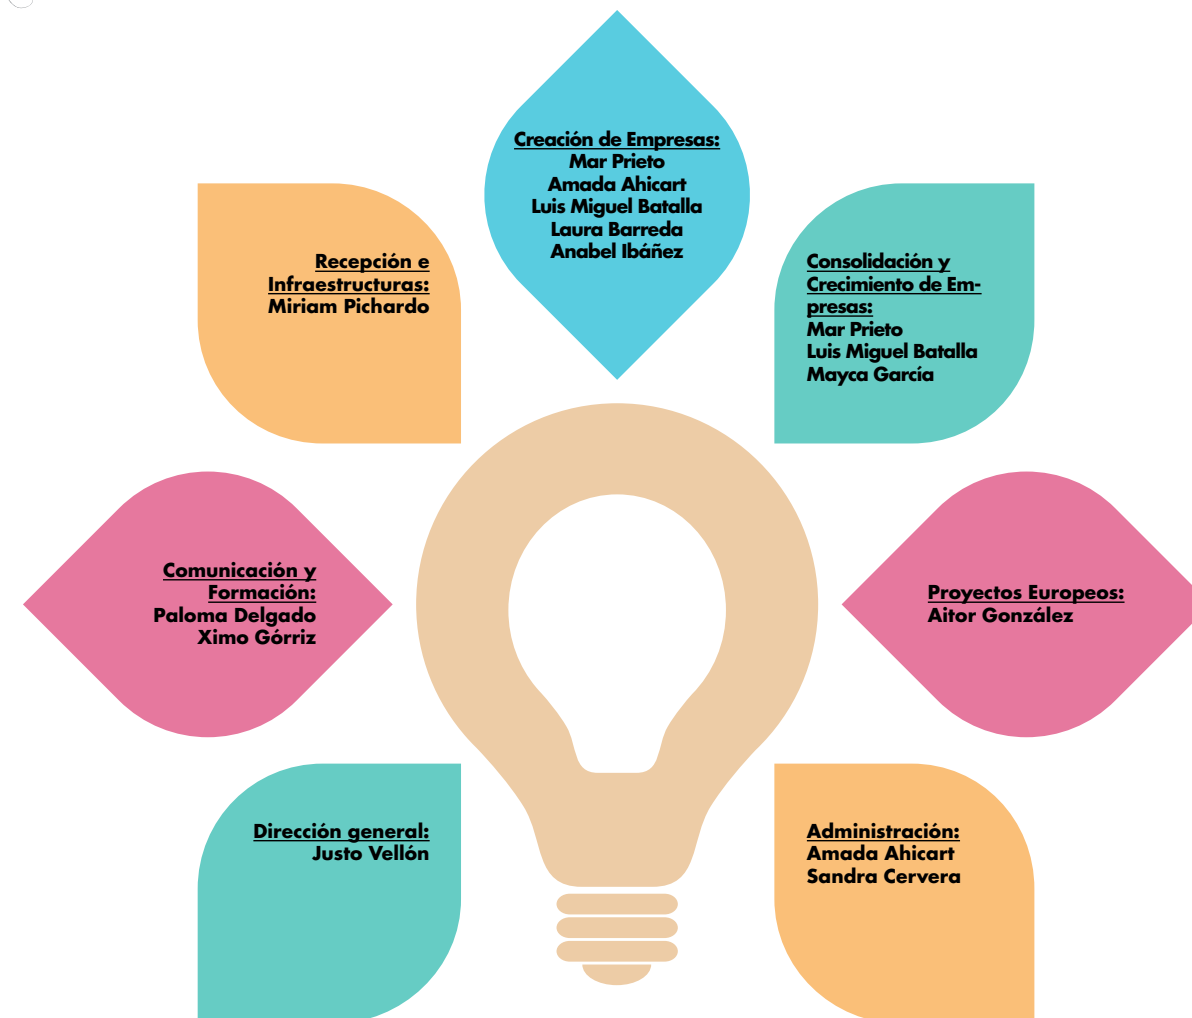 Creación de Empresas:
Mar Prieto
Amada Ahicart
Luis Miguel Batalla
Laura Barreda
Anabel Ibáñez
Recepción e
Infraestructuras:
Miriam Pichardo
Consolidación y
Crecimiento de Em-
presas:
Mar Prieto
Luis Miguel Batalla
Mayca García
Comunicación y
Formación:
Paloma Delgado
Ximo Górriz
Proyectos Europeos:
Aitor González
Dirección general:
Justo Vellón
Administración:
Amada Ahicart
Sandra Cervera